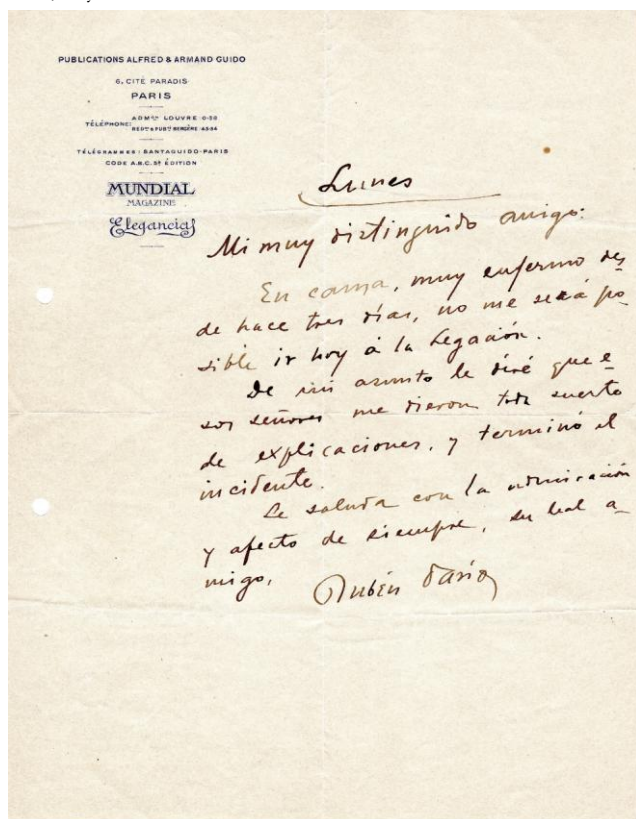 PUBLICATIONS ALFRED & ARMAND GUIDO
6, CITÉ PARADIS
PARIS
TÉLÉPHONE: ADMON LOUVRE 0-58
REDON & PUBTÉ BERGÈRE 43-34
TÉLÉGRAMMES: SANTAGUIDO-PARIS
CODE A.B.C. 5e ÉDITION
MUNDIAL
MAGAZINE
Elegancias
Lunes
Mi muy distinguido amigo:
En cama, muy enfermo des
de hace tres días, no me será po
sible ir hoy á la Legación.
De mi asunto le diré que e-
sos señores me dieron toda suerte
de explicaciones, y terminó el
incidente.
Le saluda con la admiración
y afecto de siempre, su leal a-
migo,
Rubén Darío